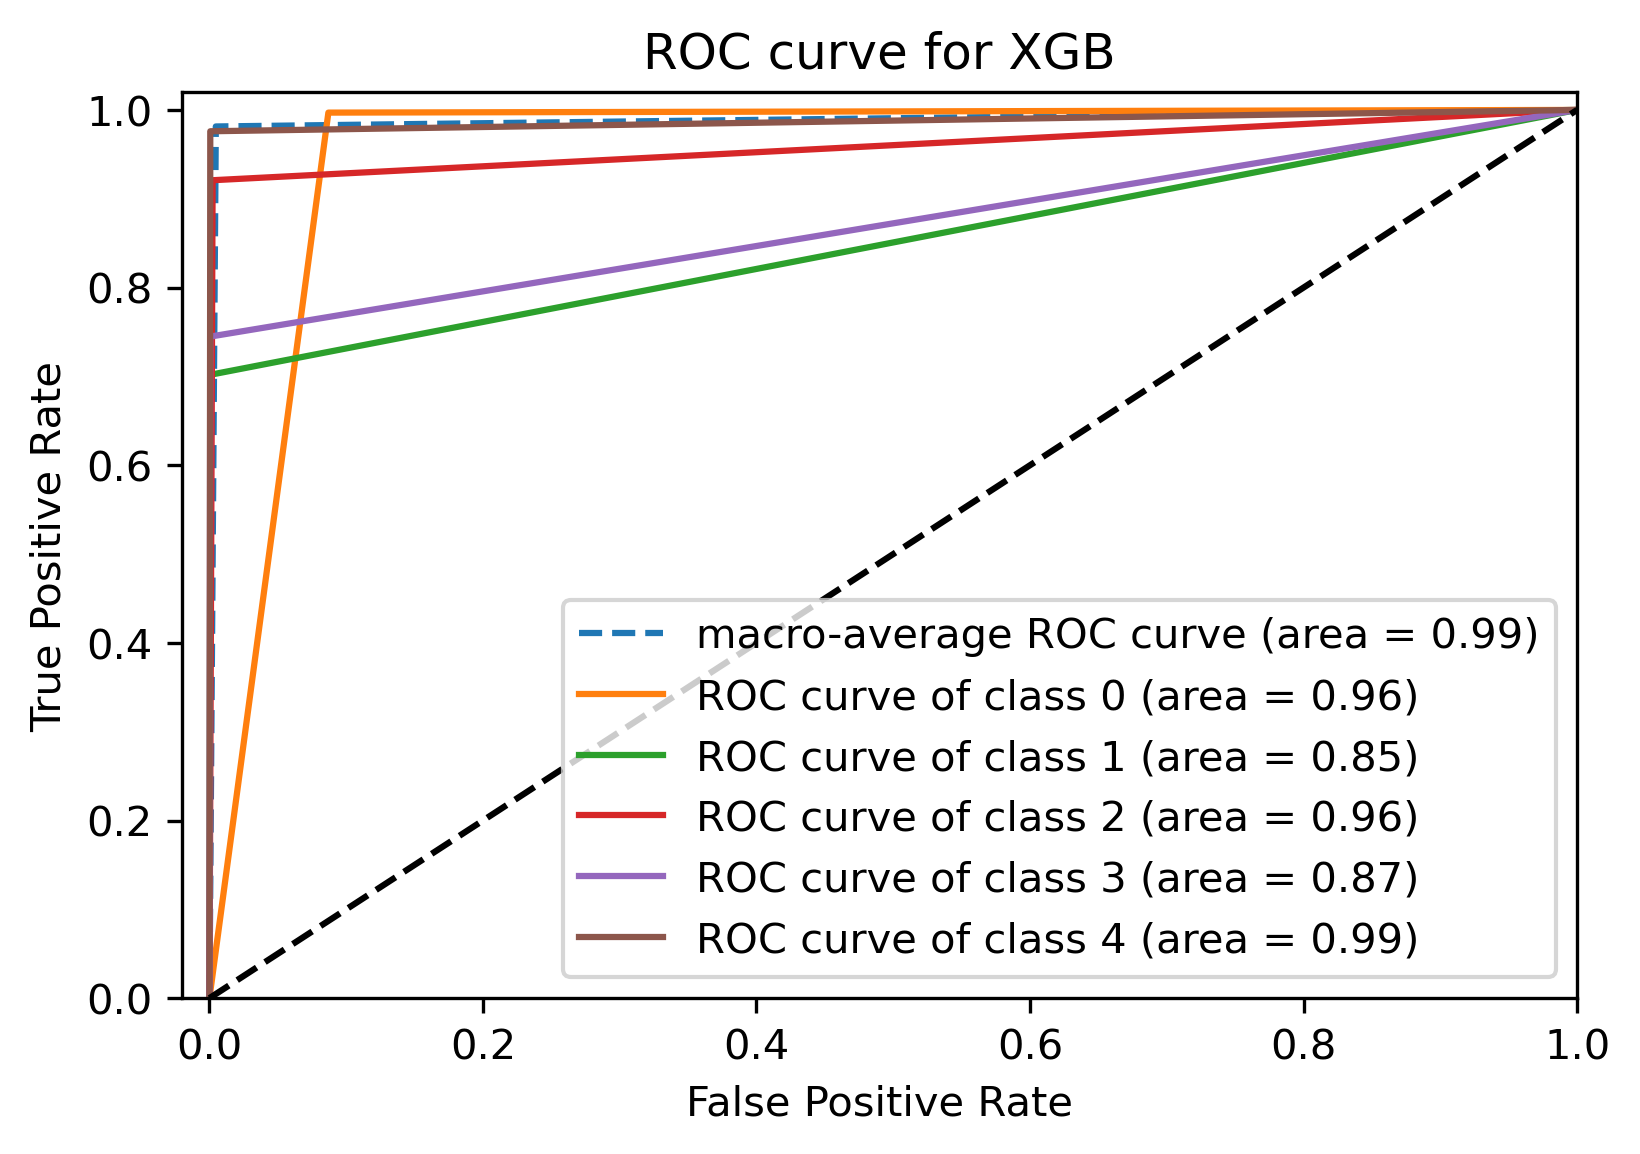 ROC curve for XGB
1.0
0.8
0.6
0.4
0.2
0.0
True Positive Rate
macro-average ROC curve (area = 0.99)
ROC curve of class 0 (area = 0.96)
ROC curve of class 1 (area = 0.85)
ROC curve of class 2 (area = 0.96)
ROC curve of class 3 (area = 0.87)
ROC curve of class 4 (area = 0.99)
0.0 0.2 0.4 0.6 0.8 1.0
False Positive Rate